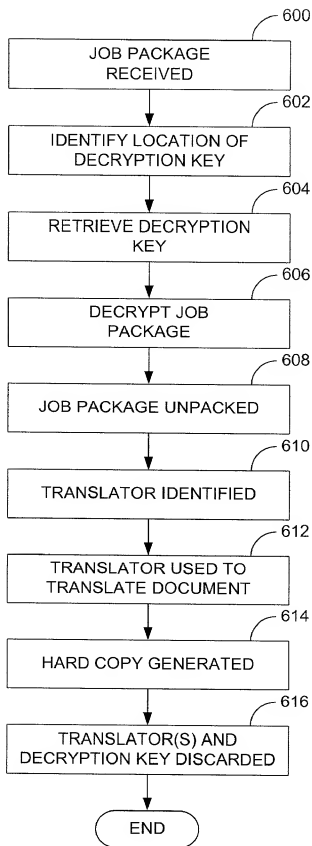 600
JOB PACKAGE
RECEIVED
602
IDENTIFY LOCATION OF
DECRYPTION KEY
604
RETRIEVE DECRYPTION
KEY
606
DECRYPT JOB
PACKAGE
608
JOB PACKAGE UNPACKED
610
TRANSLATOR IDENTIFIED
612
TRANSLATOR USED TO
TRANSLATE DOCUMENT
614
HARD COPY GENERATED
616
TRANSLATOR(S) AND
DECRYPTION KEY DISCARDED
END